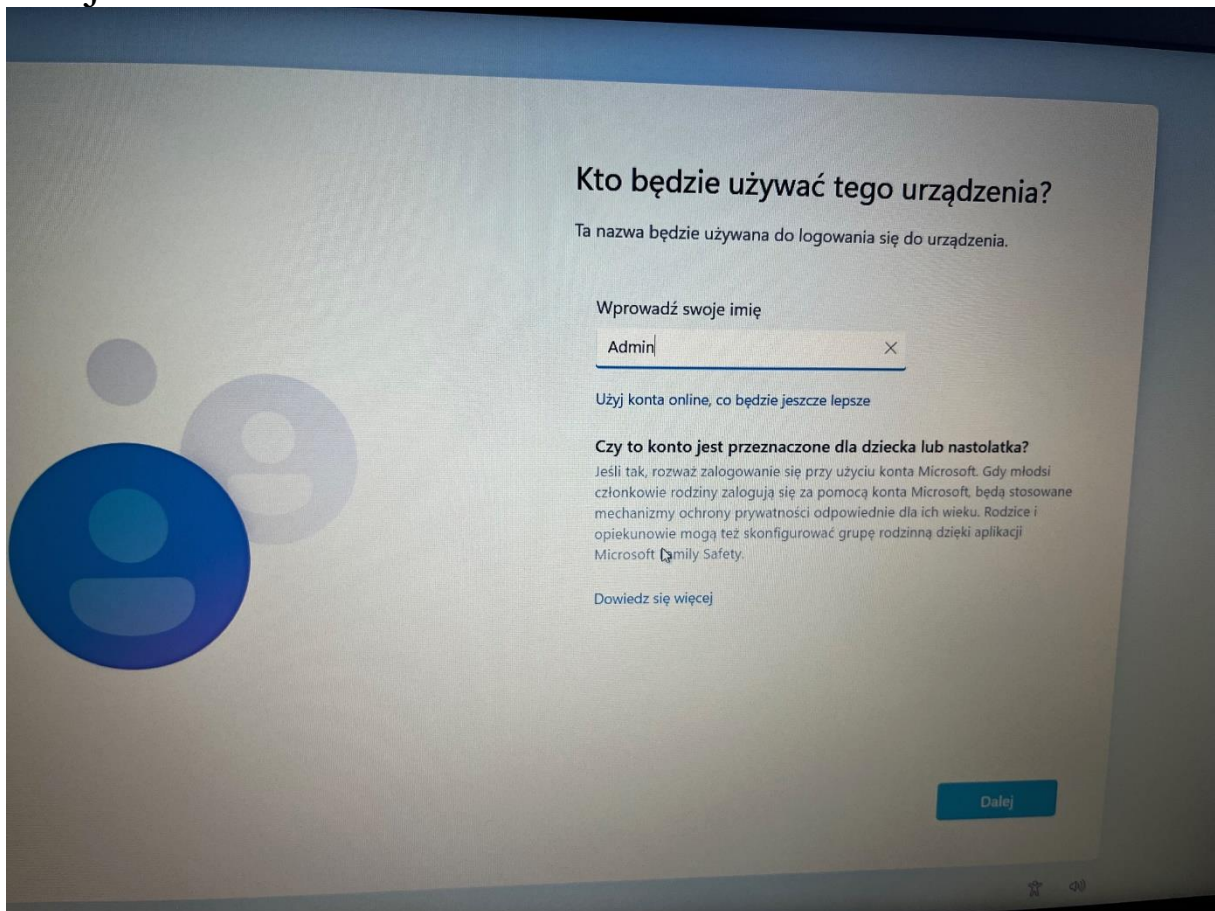 Kto będzie używać tego urządzenia?
Ta nazwa będzie używana do logowania się do urządzenia.
Wprowadź swoje imię
Admin
Użyj konta online, co będzie jeszcze lepsze
Czy to konto jest przeznaczone dla dziecka lub nastolatka?
Jeśli tak, rozważ zalogowanie się przy użyciu konta Microsoft. Gdy młodsi
członkowie rodziny zalogują się za pomocą konta Microsoft, będą stosowane
mechanizmy ochrony prywatności odpowiednie dla ich wieku. Rodzice i
opiekunowie mogą też skonfigurować grupę rodzinną dzięki aplikacji
Microsoft Family Safety.
Dowiedz się więcej
Dalej